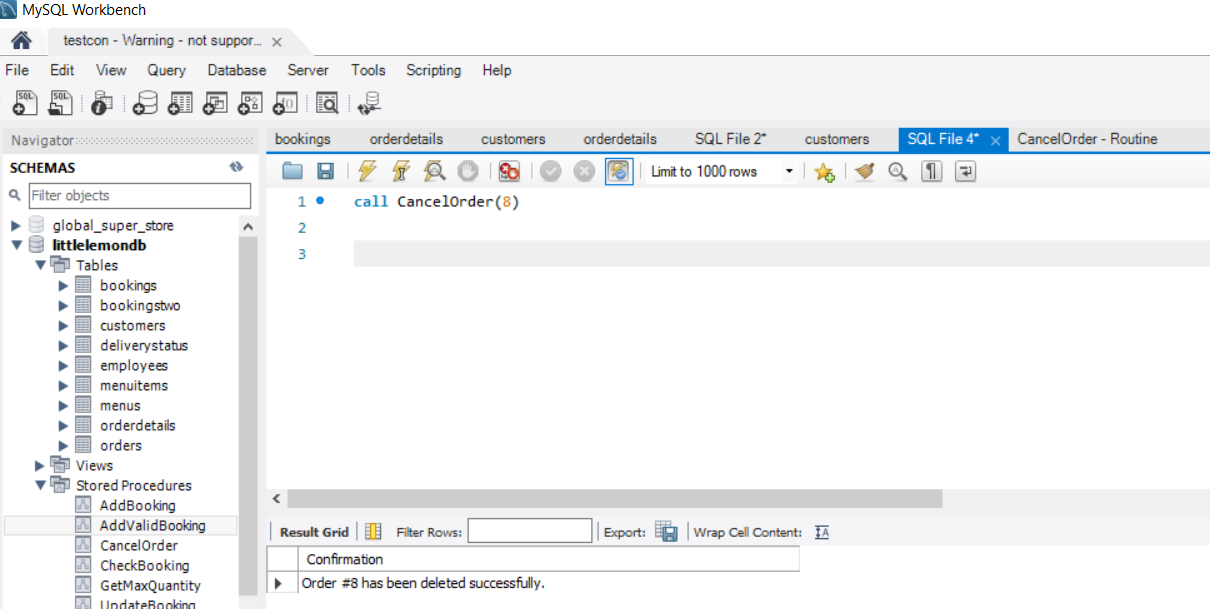 MySQL Workbench
testcon - Warning - not suppor...
File Edit View Query Database Server Tools Scripting Help
SQL SQL
Navigator
bookings orderdetails customers orderdetails SQL File 2* customers SQL File 4* CancelOrder - Routine
SCHEMAS
Limit to 1000 rows
Filter objects
1 call CancelOrder(8)
2
3
global_super_store
littlelemondb
Tables
bookings
bookingstwo
customers
deliverystatus
employees
menuitems
menus
orderdetails
orders
Views
Stored Procedures
AddBooking
AddValidBooking
CancelOrder
CheckBooking
GetMaxQuantity
UpdateBooking
Result Grid Filter Rows: Export: Wrap Cell Content:
Confirmation
Order #8 has been deleted successfully.